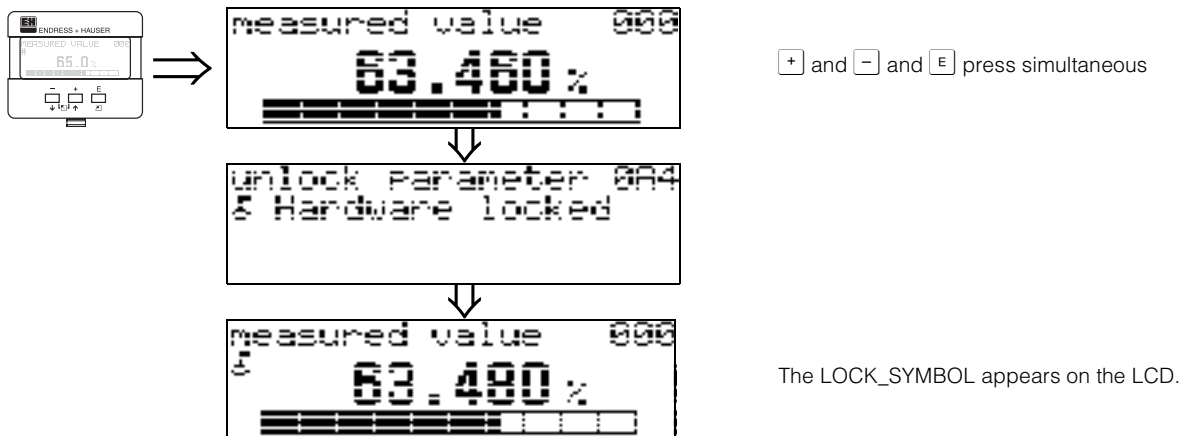 EH ENDRESS + HAUSER
MEASURED VALUE 000
#
65.0 %
- + E
measured value 000
63.460 %
+ and - and E press simultaneous
unlock parameter 0A4
Hardware locked
measured value 000
63.480 %
The LOCK_SYMBOL appears on the LCD.